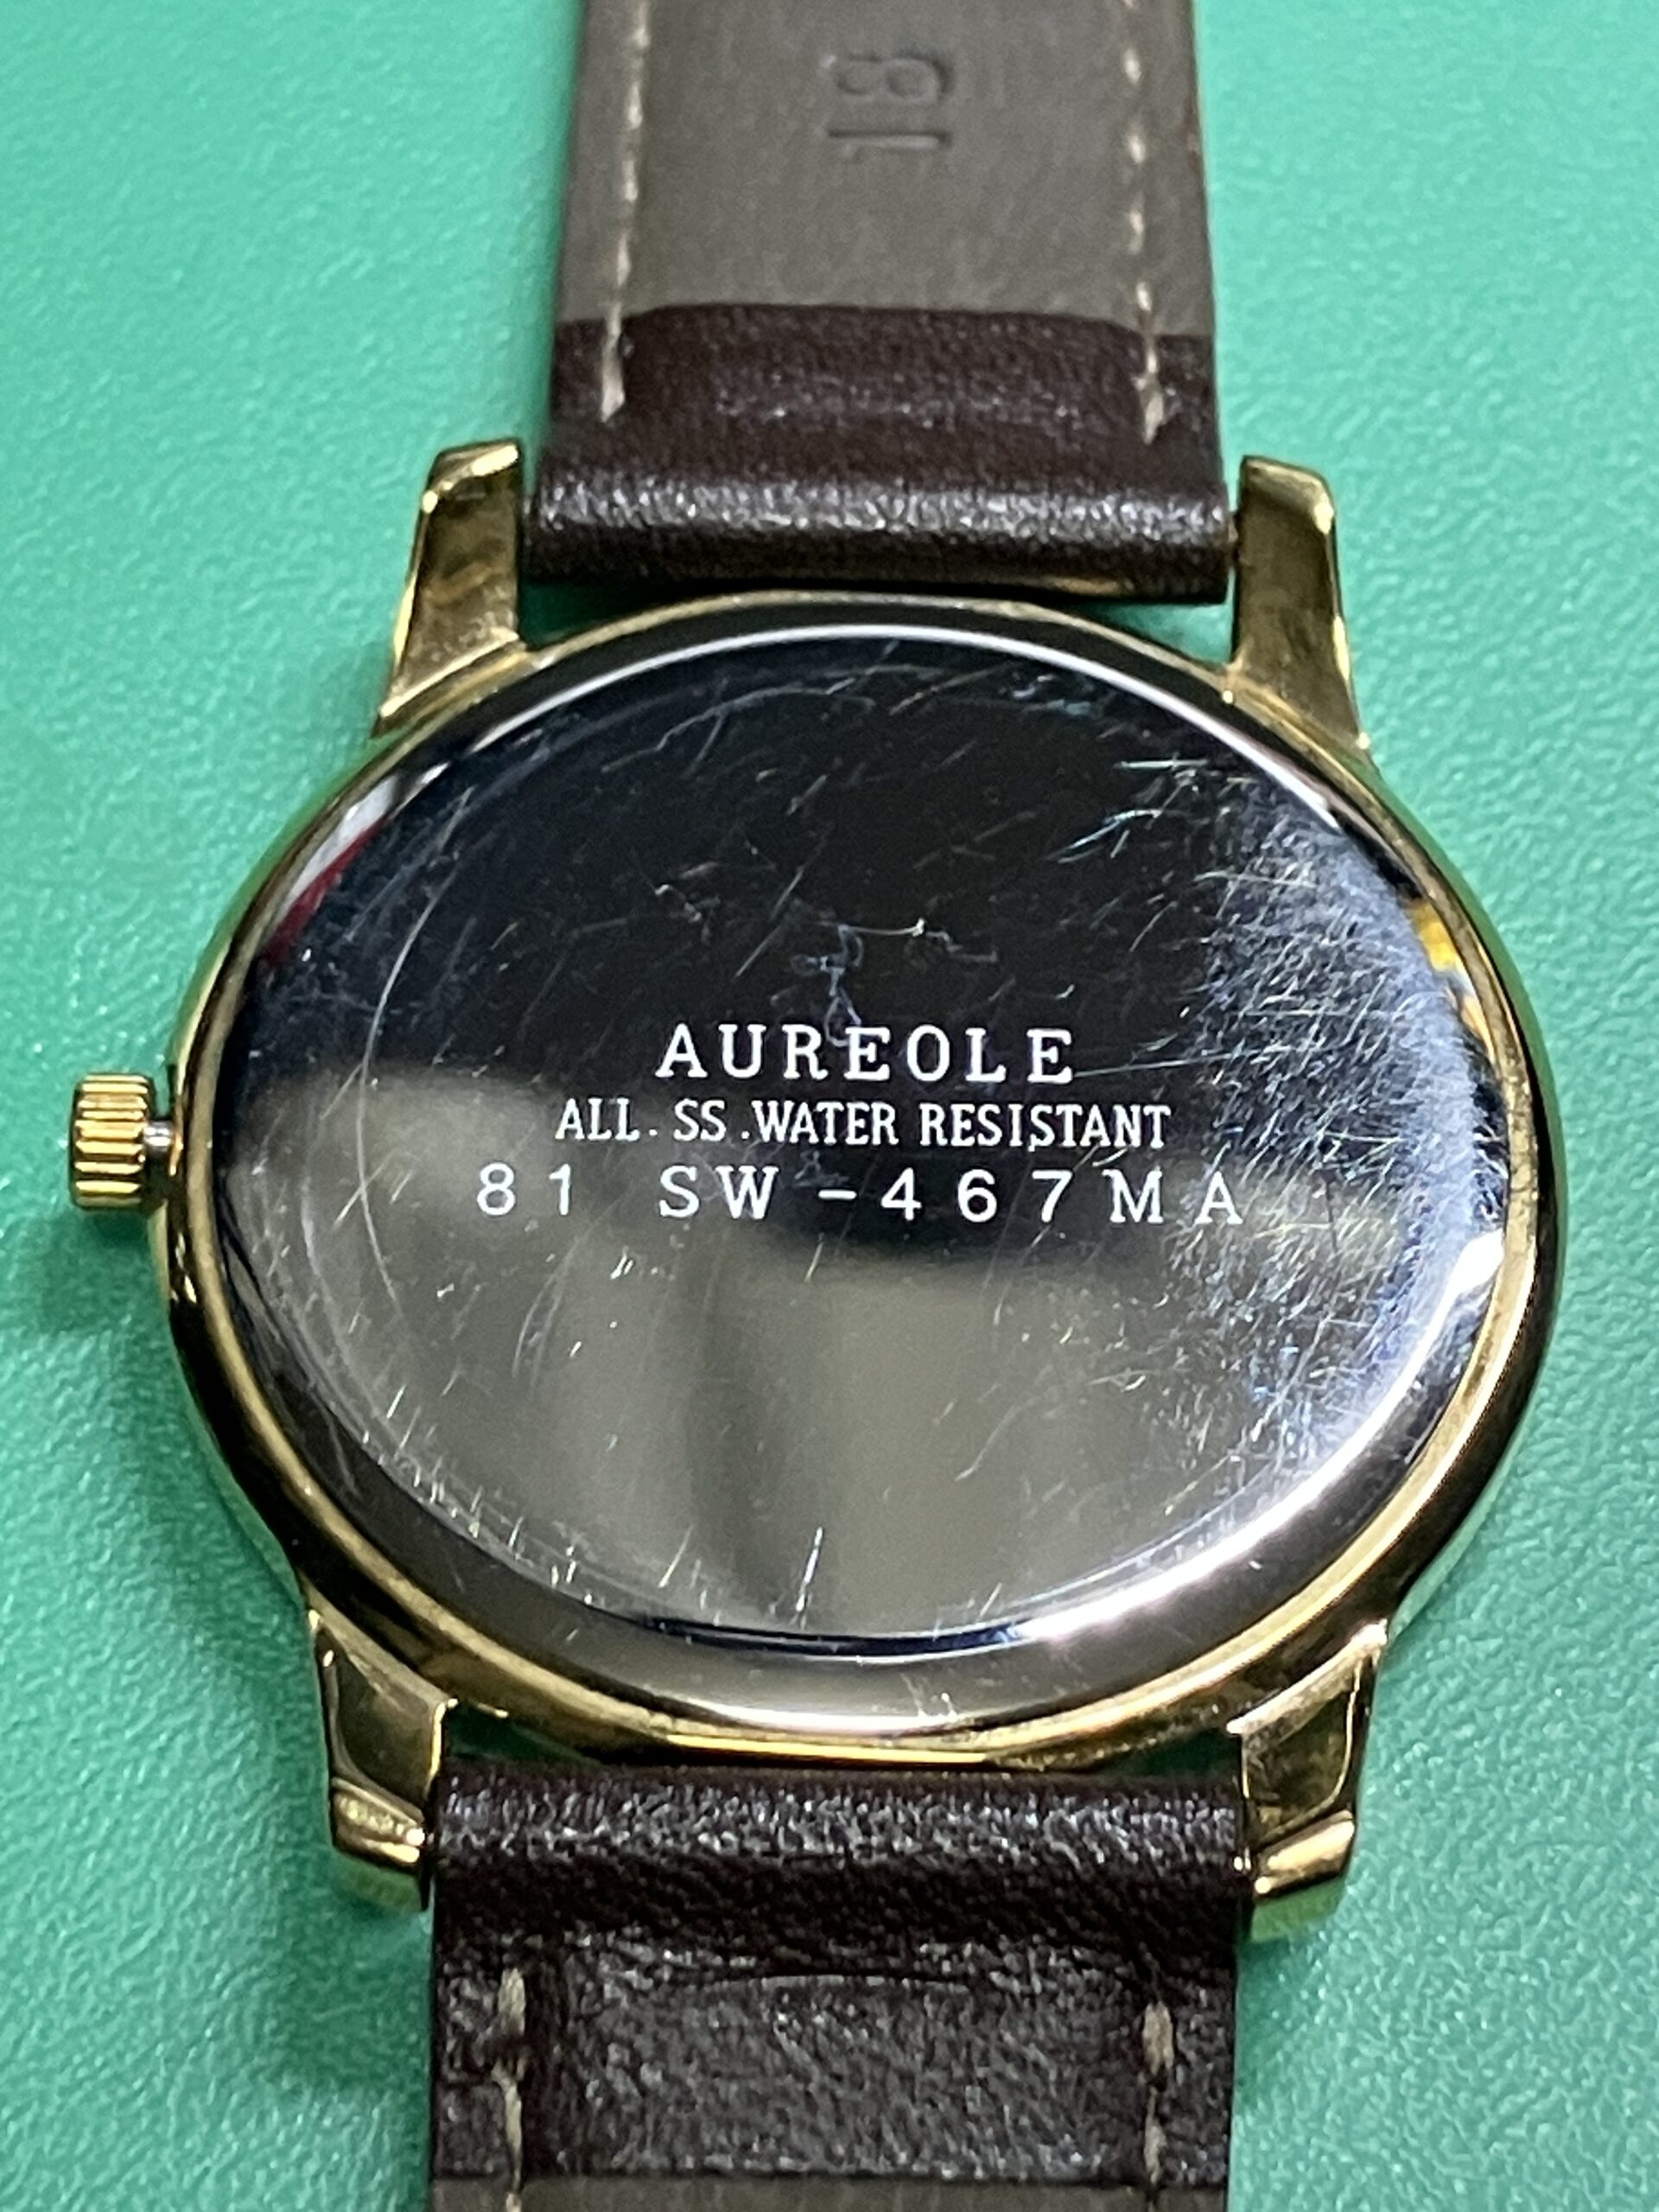 18
AUREOLE
ALL. SS .WATER RESISTANT
81 SW-467MA